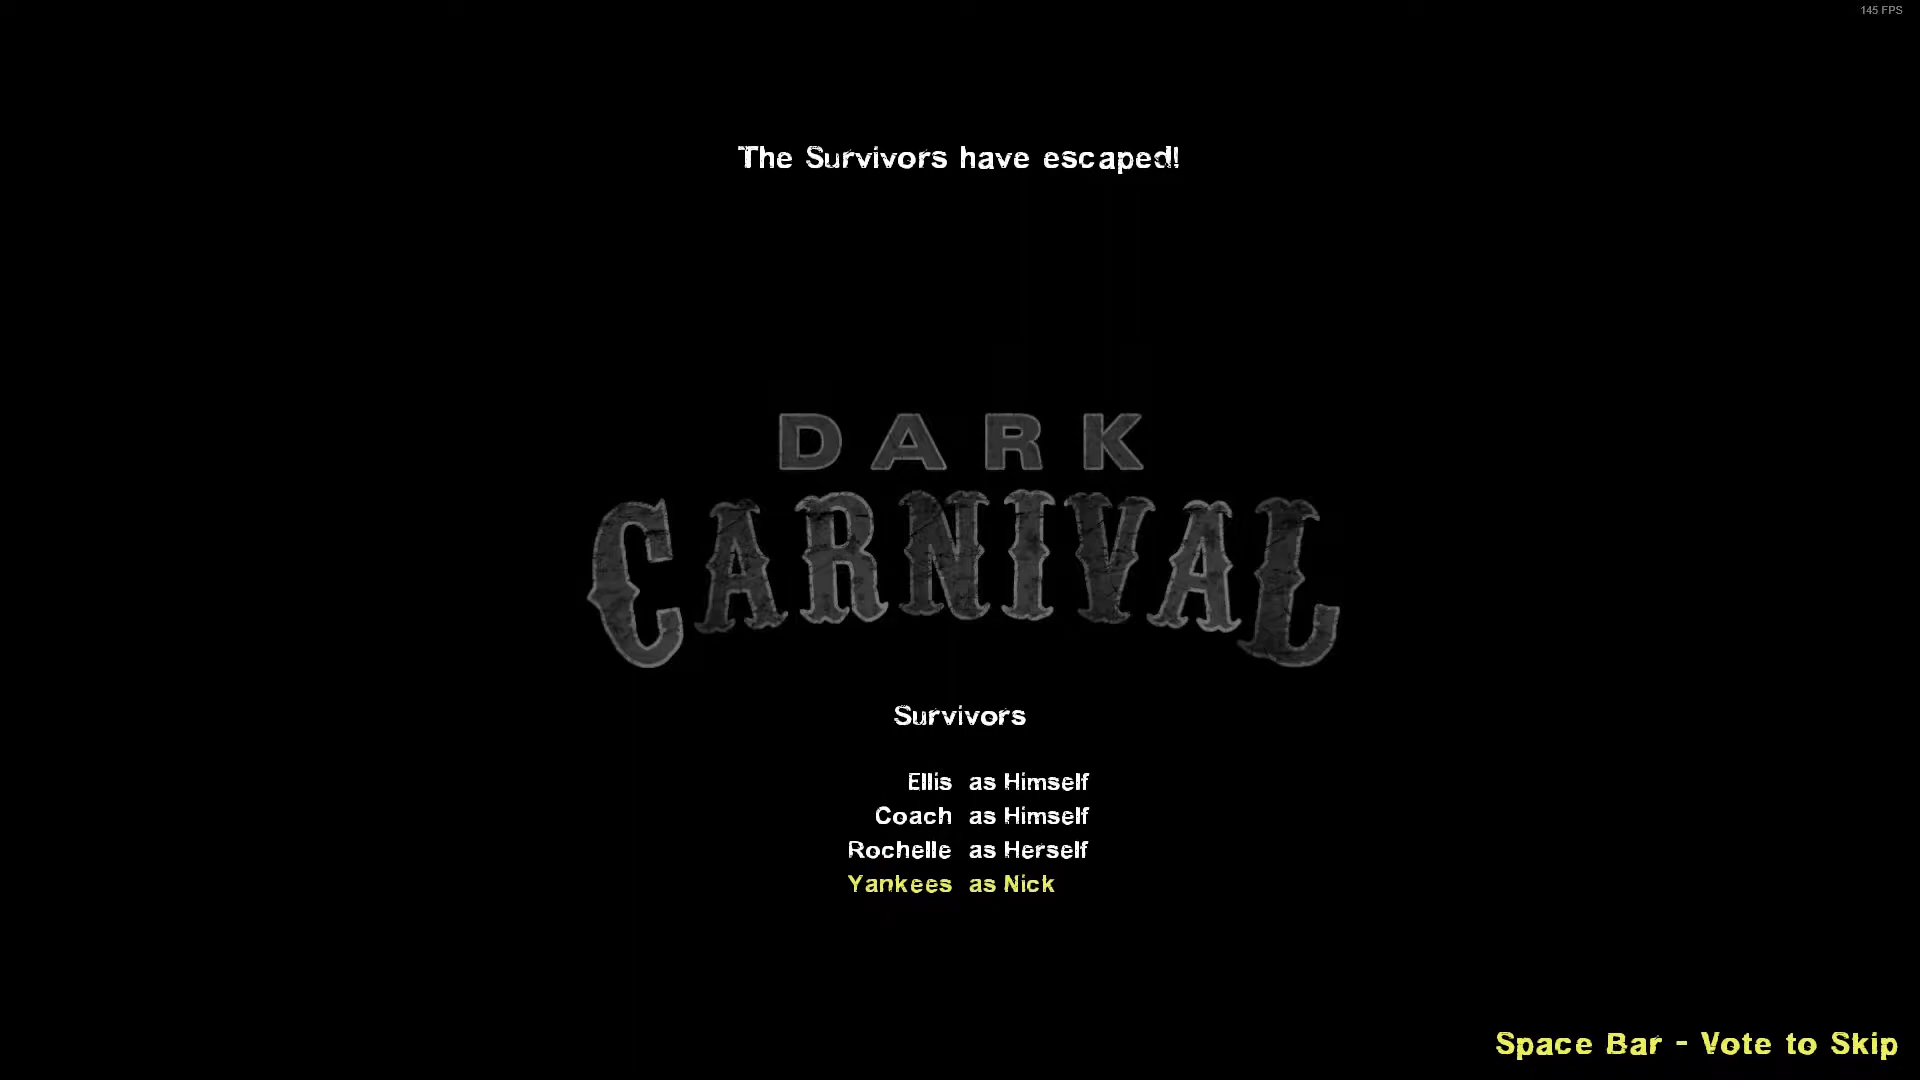 145 FPS
The Survivors have escaped!
DARK
CARNIVAL
Survivors
Ellis as Himself
Coach as Himself
Rochelle as Herself
Yankees as Nick
Space Bar - Vote to Skip